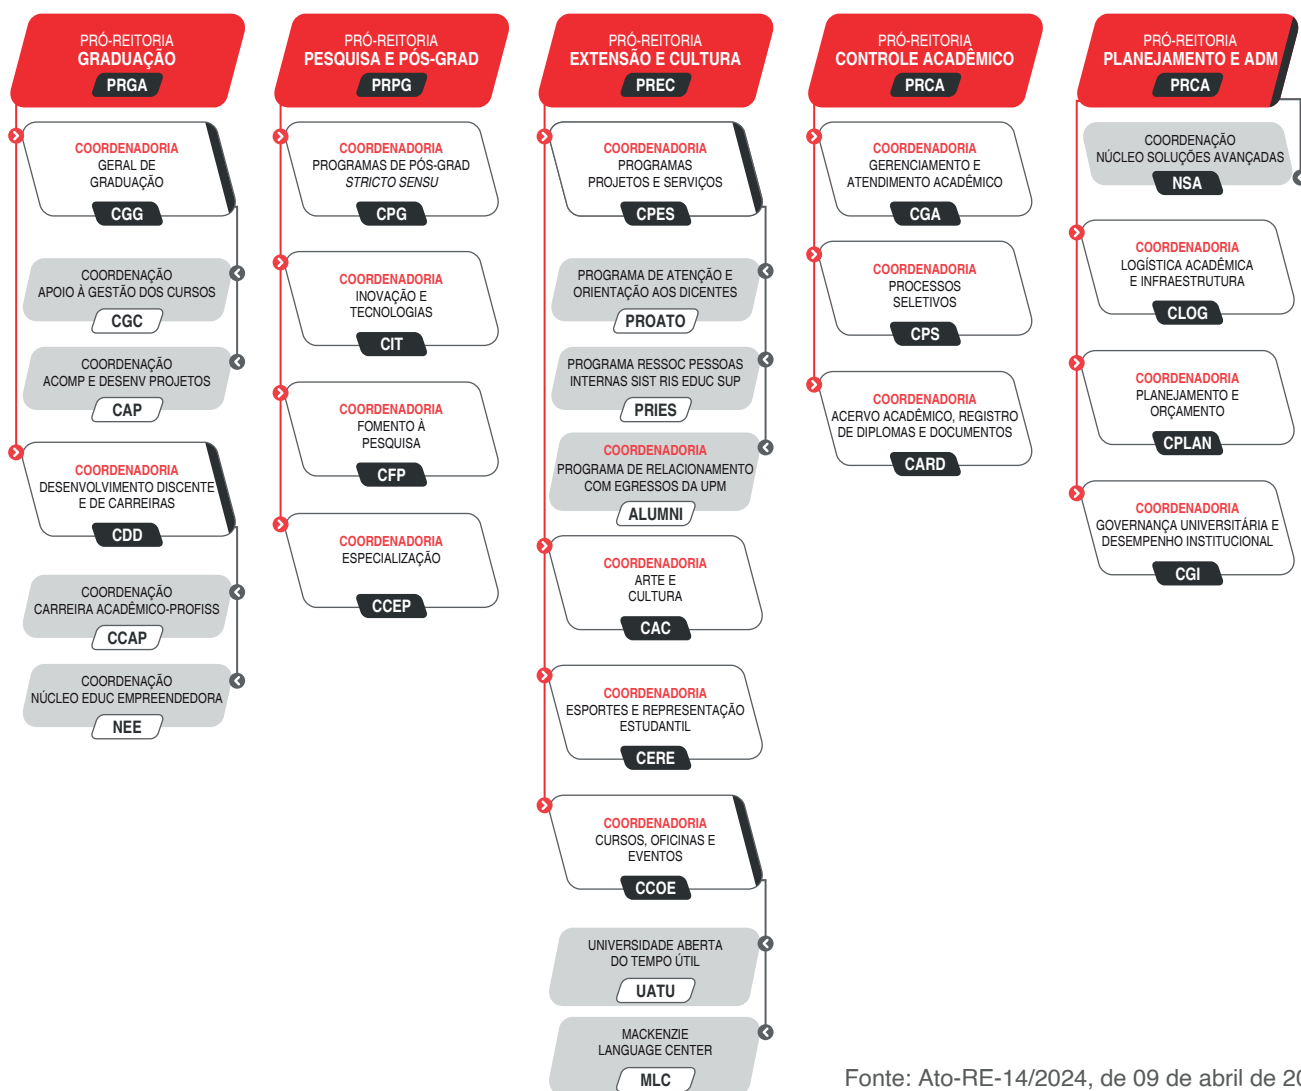 PRÓ-REITORIA
GRADUAÇÃO
PRGA
COORDENADORIA
GERAL DE
GRADUAÇÃO
CGG
COORDENAÇÃO
APOIO À GESTÃO DOS CURSOS
CGC
COORDENAÇÃO
ACOMP E DESENV PROJETOS
CAP
COORDENADORIA
DESENVOLVIMENTO DISCENTE
E DE CARREIRAS
CDD
COORDENAÇÃO
CARREIRA ACADÊMICO-PROFISS
CCAP
COORDENAÇÃO
NÚCLEO EDUC EMPREENDEDORA
NEE
PRÓ-REITORIA
PESQUISA E PÓS-GRAD
PRPG
COORDENADORIA
PROGRAMAS DE PÓS-GRAD
STRICTO SENSU
CPG
COORDENADORIA
INOVAÇÃO E
TECNOLOGIAS
CIT
COORDENADORIA
FOMENTO À
PESQUISA
CFP
COORDENADORIA
ESPECIALIZAÇÃO
CCEP
PRÓ-REITORIA
EXTENSÃO E CULTURA
PREC
COORDENADORIA
PROGRAMAS
PROJETOS E SERVIÇOS
CPES
PROGRAMA DE ATENÇÃO E
ORIENTAÇÃO AOS DICENTES
PROATO
PROGRAMA RESSOC PESSOAS
INTERNAS SIST RIS EDUC SUP
PRIES
COORDENADORIA
PROGRAMA DE RELACIONAMENTO
COM EGRESSOS DA UPM
ALUMNI
COORDENADORIA
ARTE E
CULTURA
CAC
COORDENADORIA
ESPORTES E REPRESENTAÇÃO
ESTUDANTIL
CERE
COORDENADORIA
CURSOS, OFICINAS E
EVENTOS
CCOE
UNIVERSIDADE ABERTA
DO TEMPO ÚTIL
UATU
MACKENZIE
LANGUAGE CENTER
MLC
PRÓ-REITORIA
CONTROLE ACADÊMICO
PRCA
COORDENADORIA
GERENCIAMENTO E
ATENDIMENTO ACADÊMICO
CGA
COORDENADORIA
PROCESSOS
SELETIVOS
CPS
COORDENADORIA
ACERVO ACADÊMICO, REGISTRO
DE DIPLOMAS E DOCUMENTOS
CARD
PRÓ-REITORIA
PLANEJAMENTO E ADM
PRCA
COORDENAÇÃO
NÚCLEO SOLUÇÕES AVANÇADAS
NSA
COORDENADORIA
LOGÍSTICA ACADÊMICA
E INFRAESTRUTURA
CLOG
COORDENADORIA
PLANEJAMENTO E
ORÇAMENTO
CPLAN
COORDENADORIA
GOVERNANÇA UNIVERSITÁRIA E
DESEMPENHO INSTITUCIONAL
CGI
Fonte: Ato-RE-14/2024, de 09 de abril de